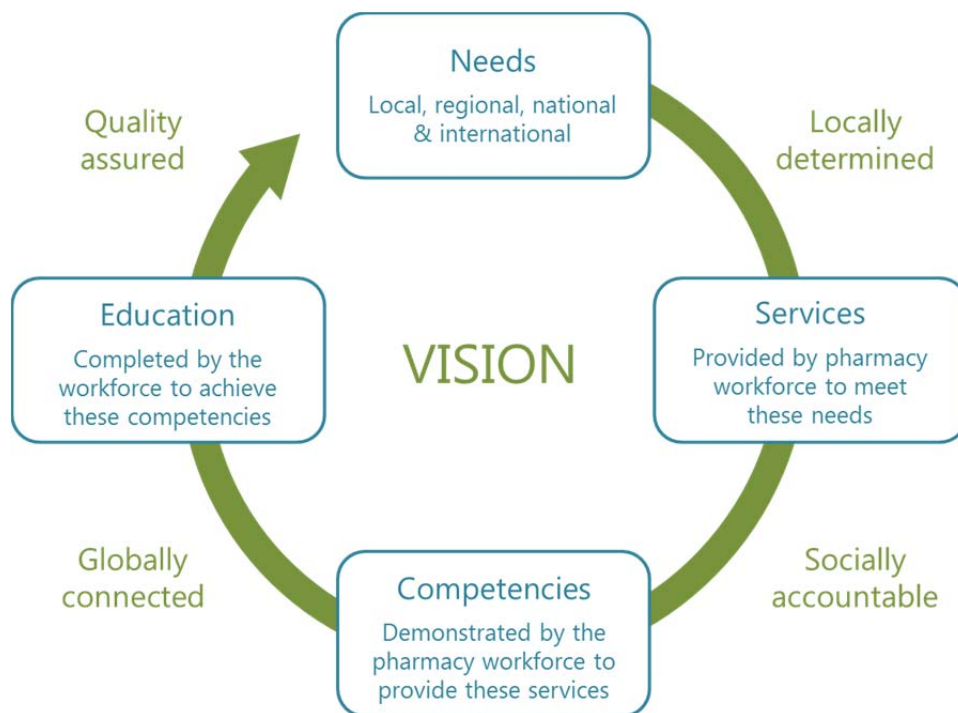 Needs
Local, regional, national
& international
Quality
assured
Locally
determined
Education
Completed by the
workforce to achieve
these competencies
VISION
Services
Provided by pharmacy
workforce to meet
these needs
Globally
connected
Competencies
Demonstrated by the
pharmacy workforce to
provide these services
Socially
accountable